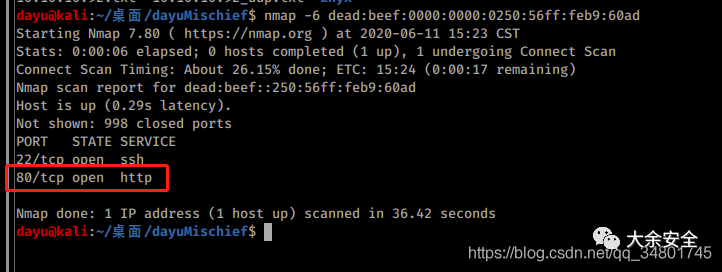 dayu@kali:~/桌面/dayuMischief$ nmap -6 dead:beef:0000:0000:0250:56ff:feb9:60ad
Starting Nmap 7.80 ( https://nmap.org ) at 2020-06-11 15:23 CST
Stats: 0:00:06 elapsed; 0 hosts completed (1 up), 1 undergoing Connect Scan
Connect Scan Timing: About 26.15% done; ETC: 15:24 (0:00:17 remaining)
Nmap scan report for dead:beef::250:56ff:feb9:60ad
Host is up (0.29s latency).
Not shown: 998 closed ports
PORT   STATE SERVICE
22/tcp open  ssh
80/tcp open  http
Nmap done: 1 IP address (1 host up) scanned in 36.42 seconds
dayu@kali:~/桌面/dayuMischief$
大余安全
https://blog.csdn.net/qq_34801745